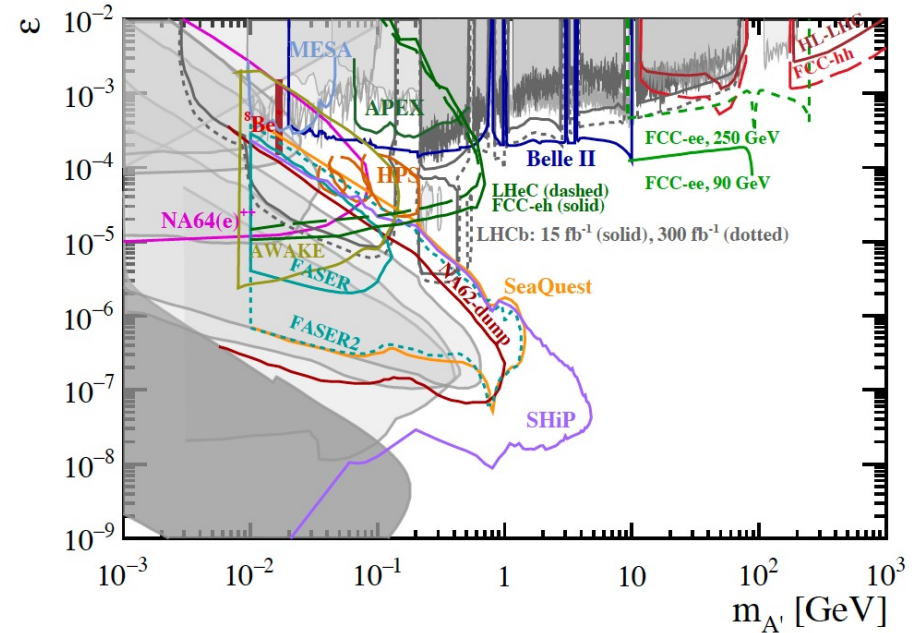 ε
10⁻²
10⁻³
10⁻⁴
10⁻⁵
10⁻⁶
10⁻⁷
10⁻⁸
10⁻⁹
MESA
HL-LHC
FCC-hh
⁸Be
APEX
FCC-ee, 250 GeV
Belle II
HPS
FCC-ee, 90 GeV
LHeC (dashed)
FCC-eh (solid)
NA64(e)⁺⁺
LHCb: 15 fb⁻¹ (solid), 300 fb⁻¹ (dotted)
AWAKE
FASER
NA62-dump
SeaQuest
FASER2
SHiP
10⁻³ 10⁻² 10⁻¹ 1 10 10² 10³
m_A' [GeV]